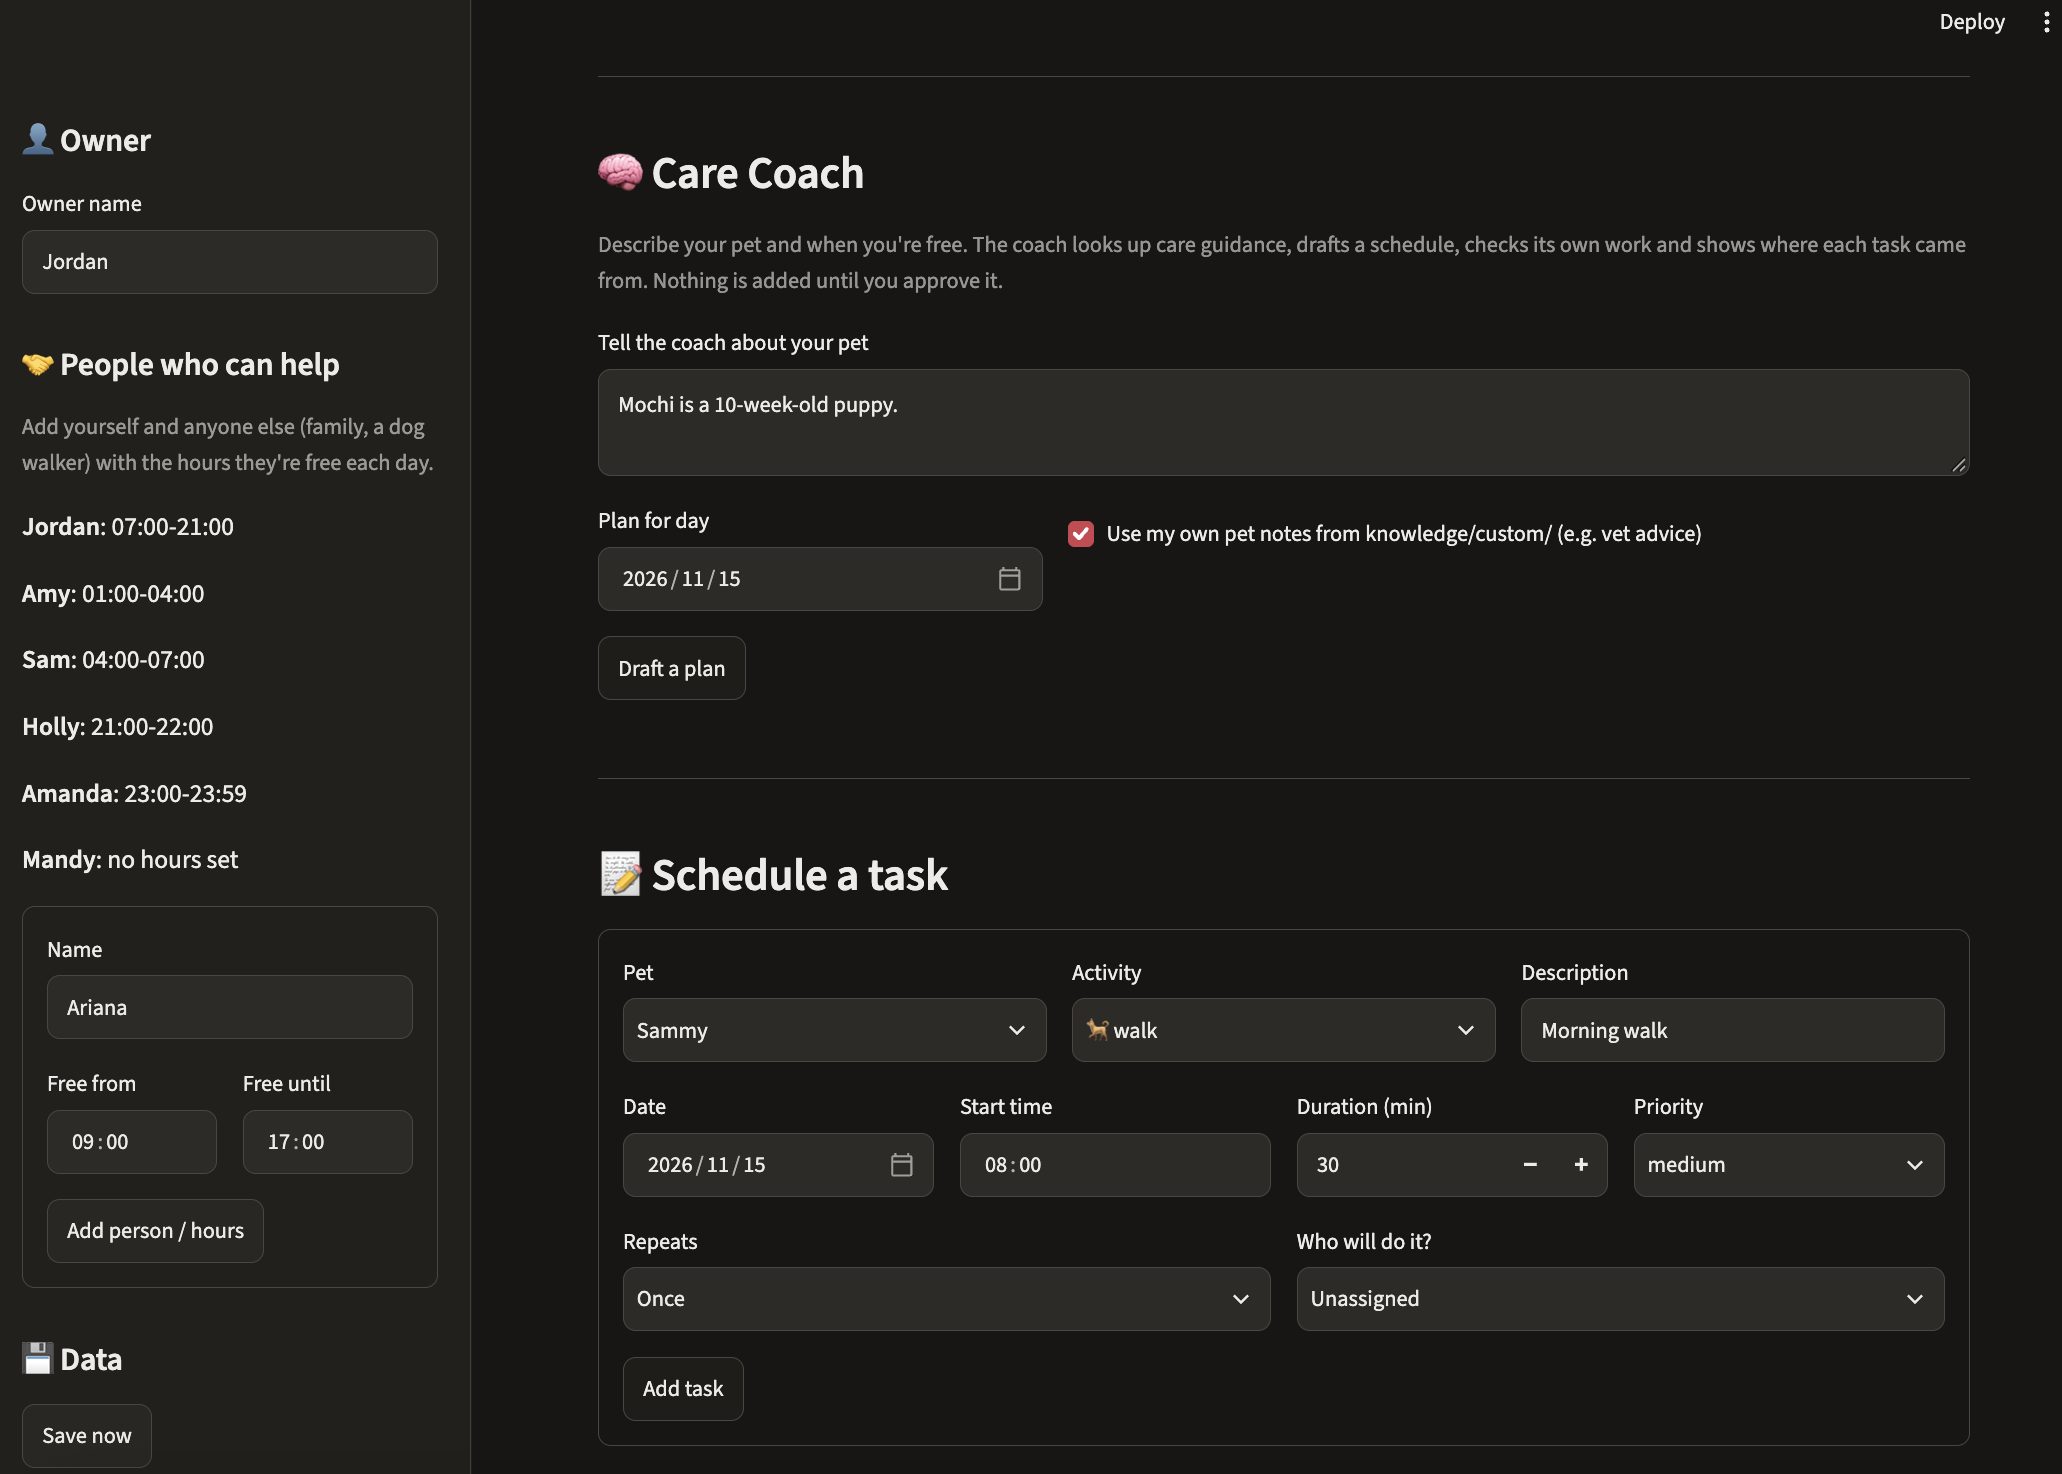 Deploy
Owner
Owner name
Jordan
People who can help
Add yourself and anyone else (family, a dog
walker) with the hours they're free each day.
Jordan: 07:00-21:00
Amy: 01:00-04:00
Sam: 04:00-07:00
Holly: 21:00-22:00
Amanda: 23:00-23:59
Mandy: no hours set
Name
Ariana
Free from
Free until
09:00
17:00
Add person / hours
Data
Save now
Care Coach
Describe your pet and when you're free. The coach looks up care guidance, drafts a schedule, checks its own work and shows where each task came
from. Nothing is added until you approve it.
Tell the coach about your pet
Mochi is a 10-week-old puppy.
Plan for day
2026/11/15
Use my own pet notes from knowledge/custom/ (e.g. vet advice)
Draft a plan
Schedule a task
Pet
Activity
Description
Sammy
walk
Morning walk
Date
Start time
Duration (min)
Priority
2026/11/15
08:00
30
medium
Repeats
Who will do it?
Once
Unassigned
Add task